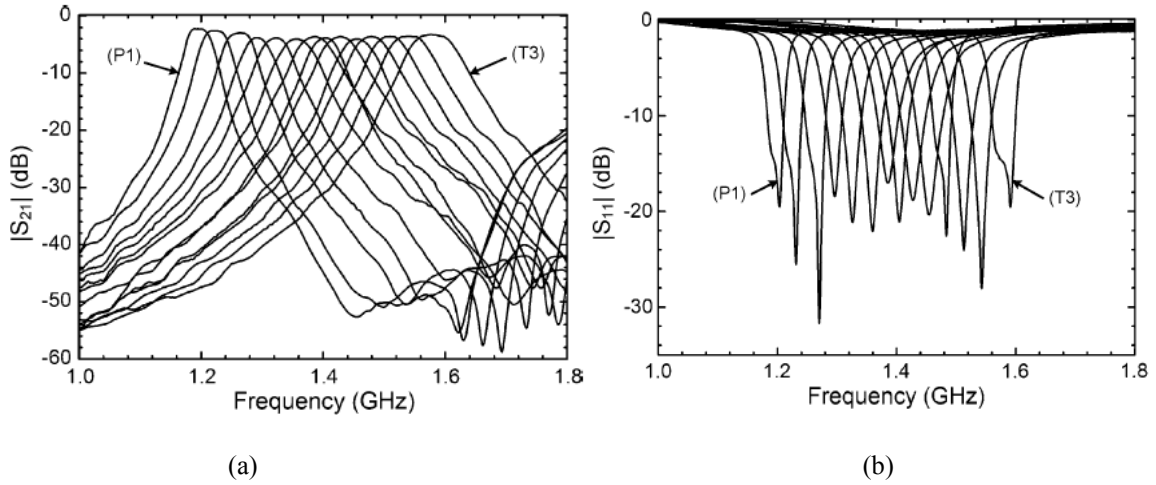 0
-10
-20
-30
-40
-50
-60
|S21| (dB)
(P1)
(T3)
1.0
1.2
1.4
1.6
1.8
Frequency (GHz)
(a)
0
-10
-20
-30
|S11| (dB)
(P1)
(T3)
1.0
1.2
1.4
1.6
1.8
Frequency (GHz)
(b)